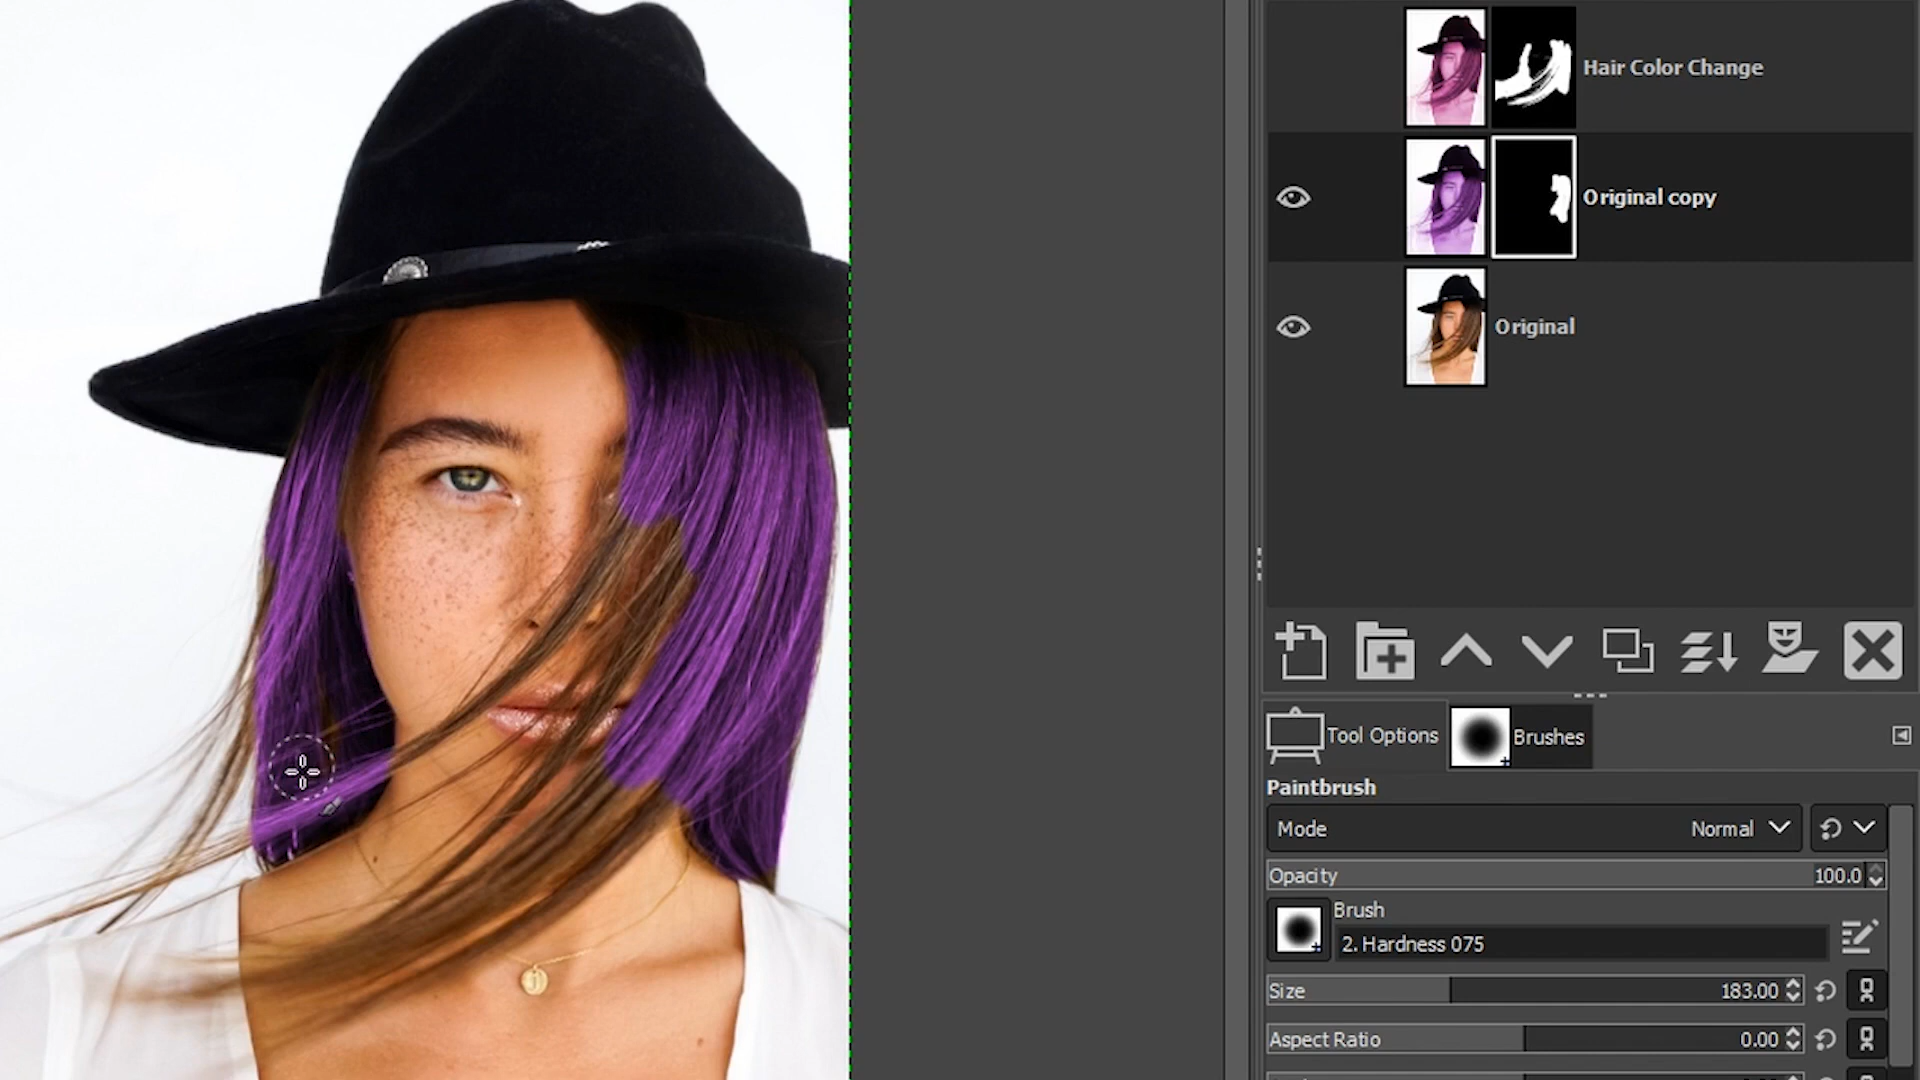 Hair Color Change
Original copy
Original
Tool Options
Brushes
Paintbrush
Mode
Normal
Opacity
100.0
Brush
2. Hardness 075
Size
183.00
Aspect Ratio
0.00